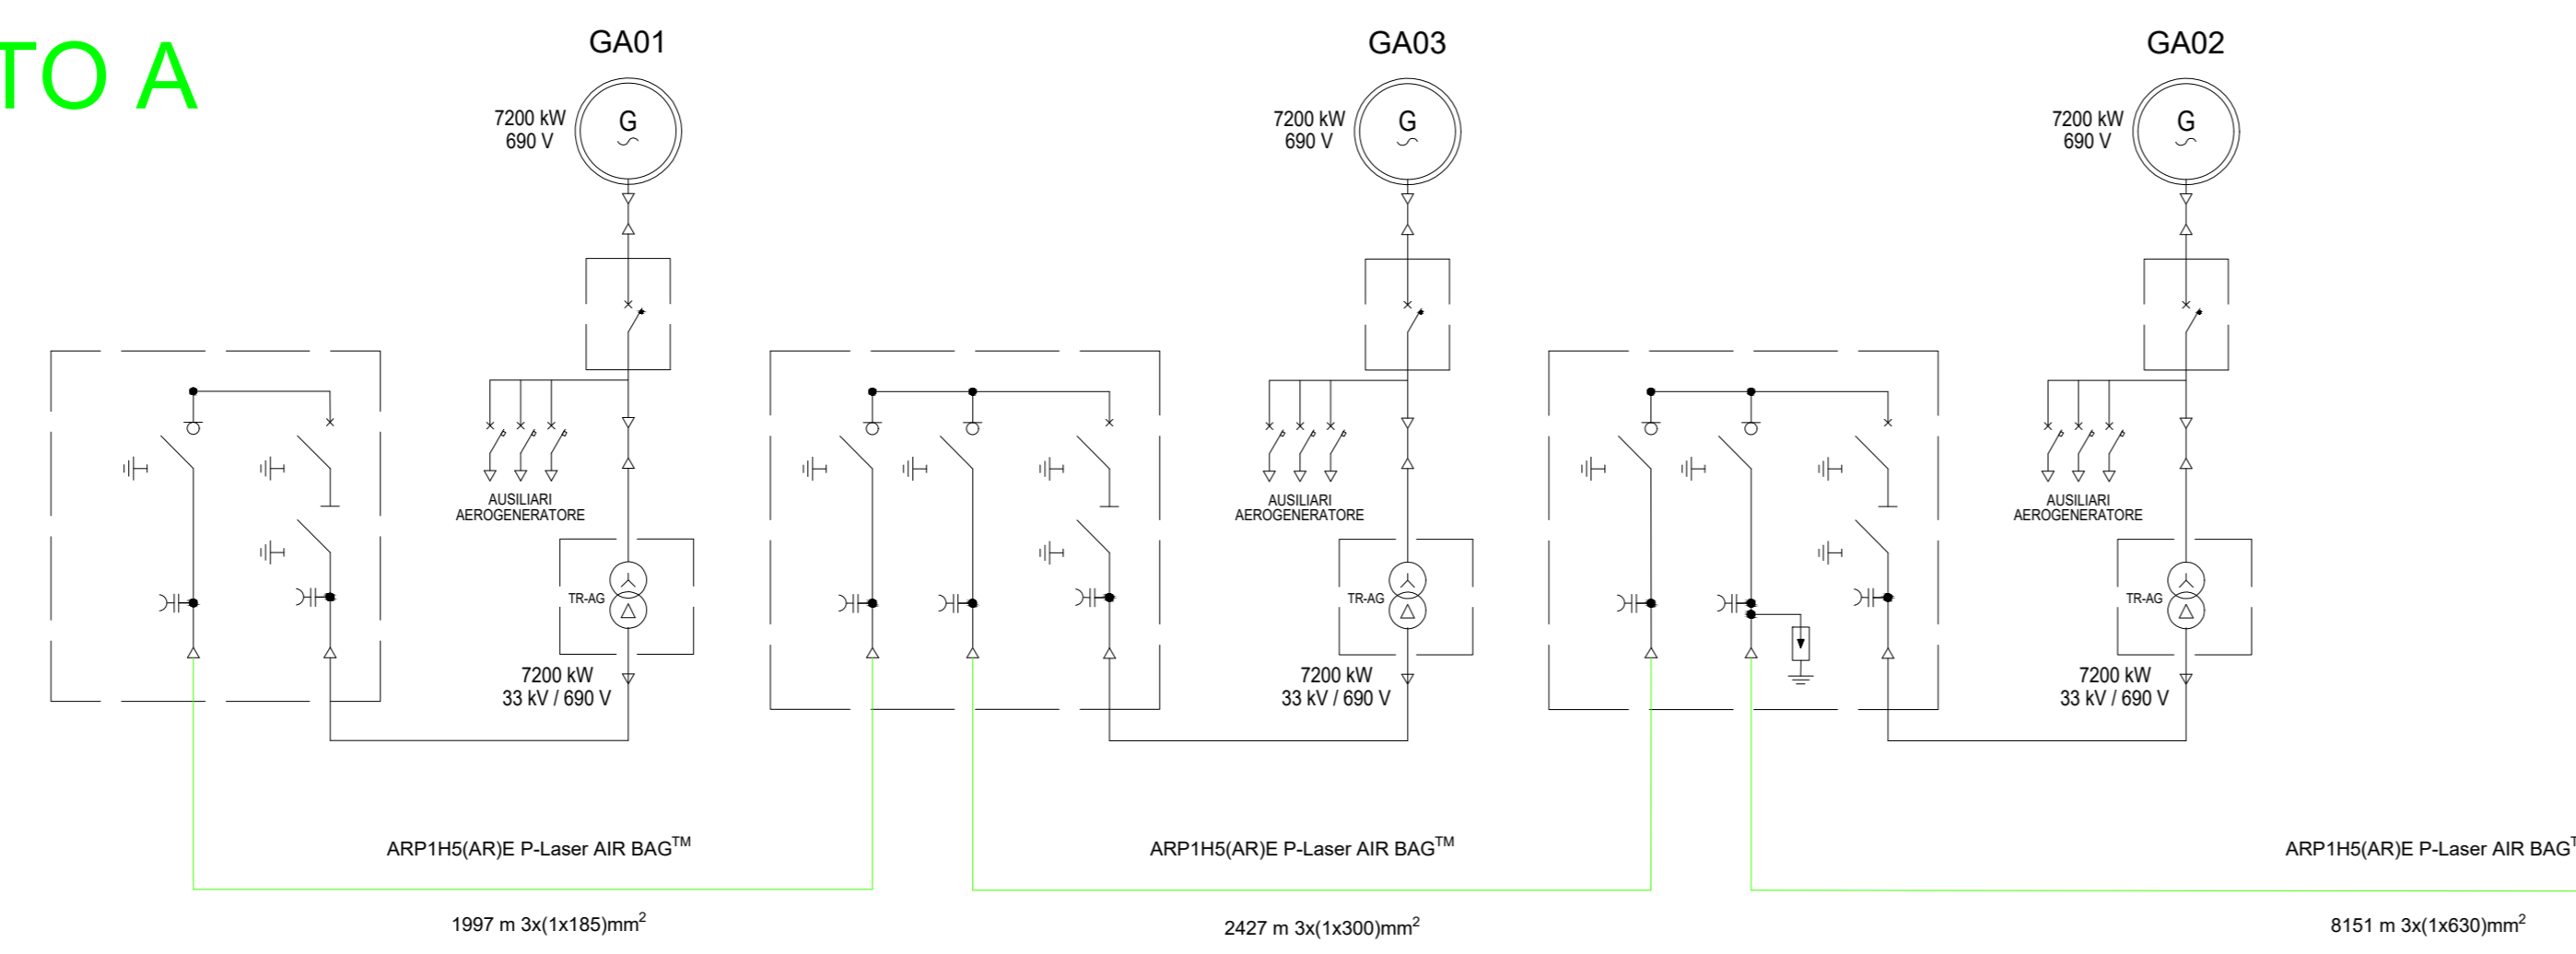 TO A
GA01
7200 kW
690 V
G
AUSILIARI
AEROGENERATORE
TR-AG
7200 kW
33 kV / 690 V
GA03
7200 kW
690 V
G
AUSILIARI
AEROGENERATORE
TR-AG
7200 kW
33 kV / 690 V
GA02
7200 kW
690 V
G
AUSILIARI
AEROGENERATORE
TR-AG
7200 kW
33 kV / 690 V
ARP1H5(AR)E P-Laser AIR BAG™
1997 m 3x(1x185)mm²
ARP1H5(AR)E P-Laser AIR BAG™
2427 m 3x(1x300)mm²
ARP1H5(AR)E P-Laser AIR BAG
8151 m 3x(1x630)mm²